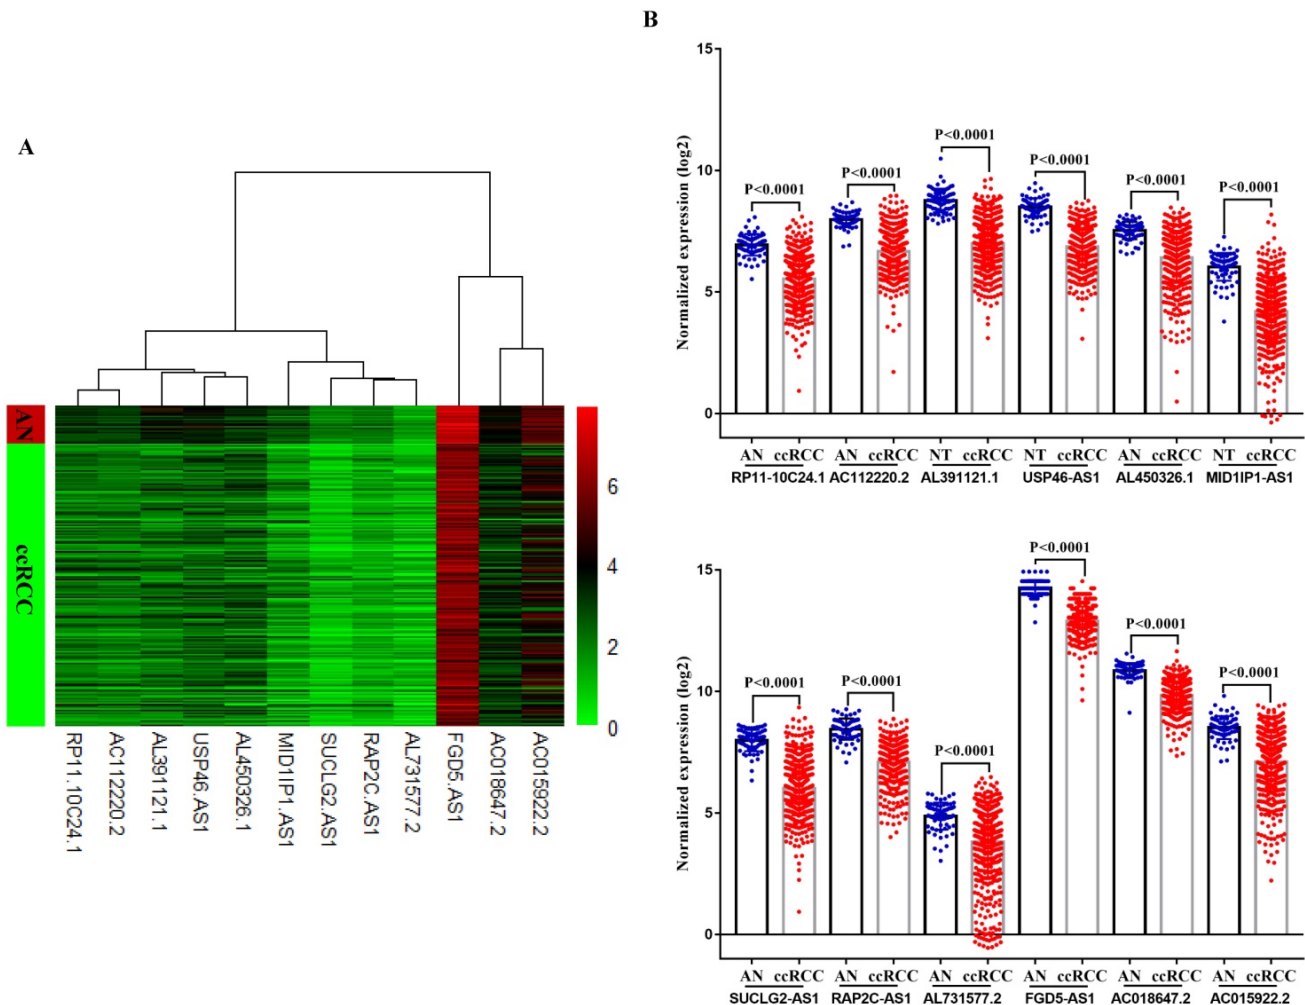 A
AN
ccRCC
6
4
2
0
RP11.10C24.1
AC112220.2
AL391121.1
USP46.AS1
AL450326.1
MID1IP1.AS1
SUCLG2.AS1
RAP2C.AS1
AL731577.2
FGD5.AS1
AC018647.2
AC015922.2
B
Normalized expression (log2)
15
10
5
0
P<0.0001
P<0.0001
P<0.0001
P<0.0001
P<0.0001
P<0.0001
AN ccRCC AN ccRCC NT ccRCC NT ccRCC AN ccRCC NT ccRCC
RP11-10C24.1 AC112220.2 AL391121.1 USP46-AS1 AL450326.1 MID1IP1-AS1
Normalized expression (log2)
15
10
5
0
P<0.0001
P<0.0001
P<0.0001
P<0.0001
P<0.0001
P<0.0001
AN ccRCC AN ccRCC AN ccRCC AN ccRCC AN ccRCC AN ccRCC
SUCLG2-AS1 RAP2C-AS1 AL731577.2 FGD5-AS1 AC018647.2 AC015922.2